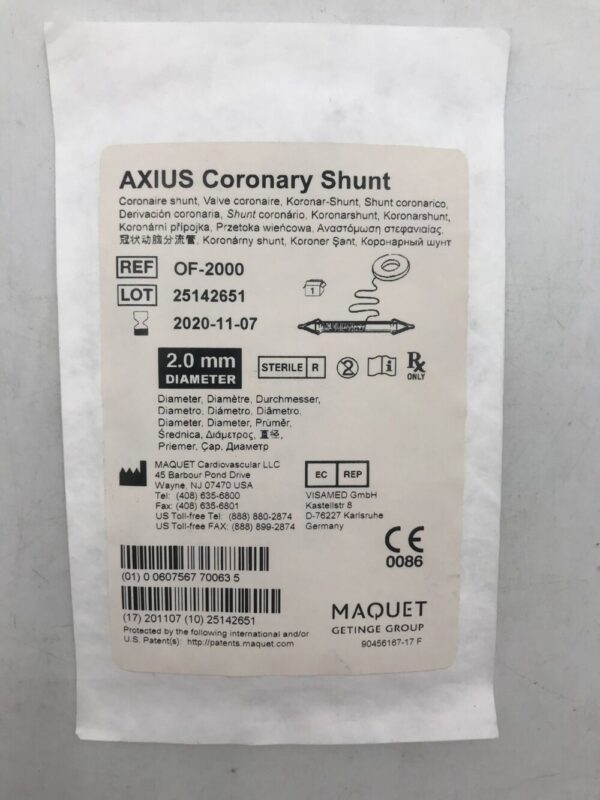 AXIUS Coronary Shunt
Coronaire shunt, Valve coronaire, Koronar-Shunt, Shunt coronarico,
Derivación coronaria, Shunt coronário, Koronarshunt, Koronarshunt,
Koronární přípojka, Przetoka wieńcowa, Αναστόμωση στεφανιαίας,
冠状动脉分流管, Koronárny shunt, Koroner Şant, Коронарный шунт
REF OF-2000
LOT 25142651
2020-11-07
1
2.0 mm
DIAMETER
STERILE R
2
i
Rx
ONLY
Diameter, Diamètre, Durchmesser,
Diametro, Diámetro, Diâmetro,
Diameter, Diameter, Průměr,
Średnica, Διάμετρος, 直径,
Priemer, Çap, Диаметр
MAQUET Cardiovascular LLC
45 Barbour Pond Drive
Wayne, NJ 07470 USA
Tel: (408) 635-6800
Fax: (408) 635-6801
US Toll-free Tel: (888) 880-2874
US Toll-free FAX: (888) 899-2874
EC REP
VISAMED GmbH
Kastellstr 8
D-76227 Karlsruhe
Germany
CE
0086
(01) 0 0607567 70063 5
(17) 201107 (10) 25142651
Protected by the following international and/or
U.S. Patent(s): http://patents.maquet.com
MAQUET
GETINGE GROUP
90456167-17 F